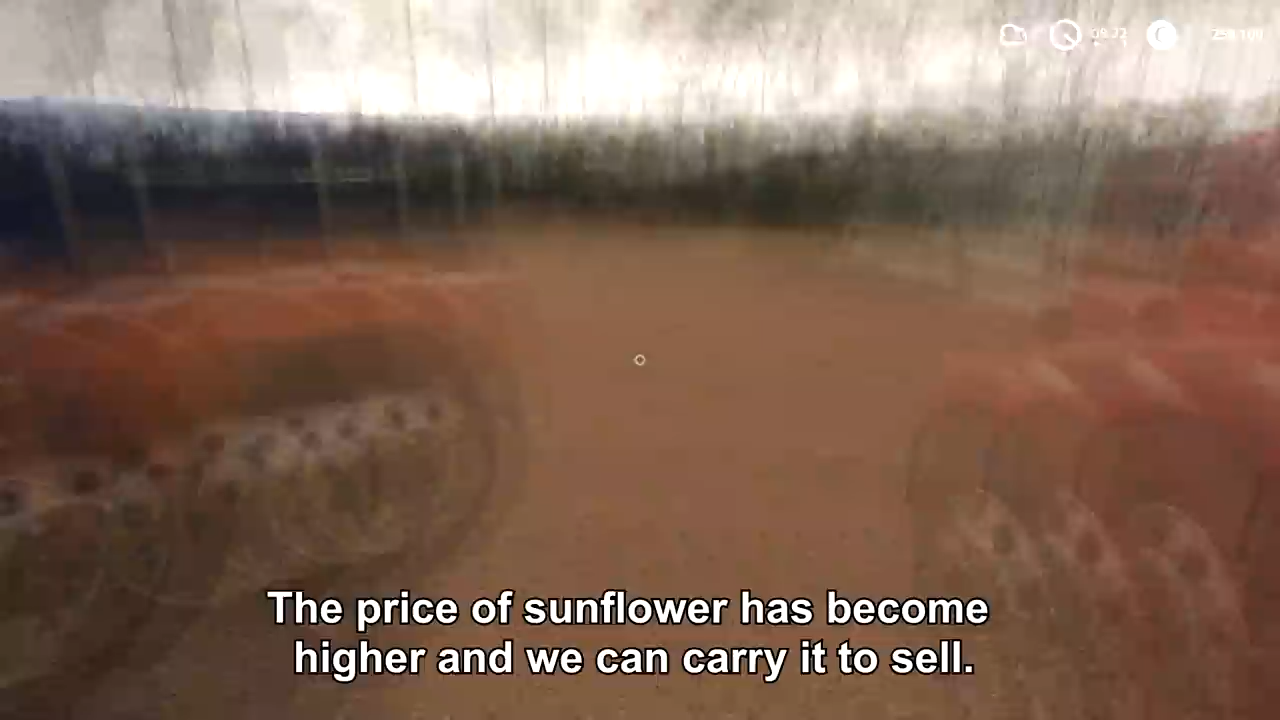 The price of sunflower has become
higher and we can carry it to sell.